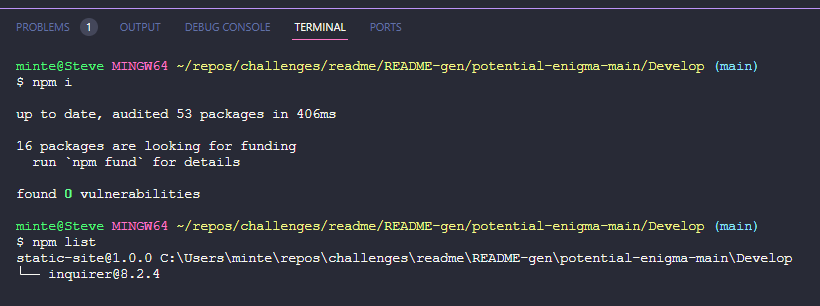 PROBLEMS 1 OUTPUT DEBUG CONSOLE TERMINAL PORTS
minte@Steve MINGW64 ~/repos/challenges/readme/README-gen/potential-enigma-main/Develop (main)
$ npm i
up to date, audited 53 packages in 406ms
16 packages are looking for funding
  run `npm fund` for details
found 0 vulnerabilities
minte@Steve MINGW64 ~/repos/challenges/readme/README-gen/potential-enigma-main/Develop (main)
$ npm list
static-site@1.0.0 C:\Users\minte\repos\challenges\readme\README-gen\potential-enigma-main\Develop
└── inquirer@8.2.4